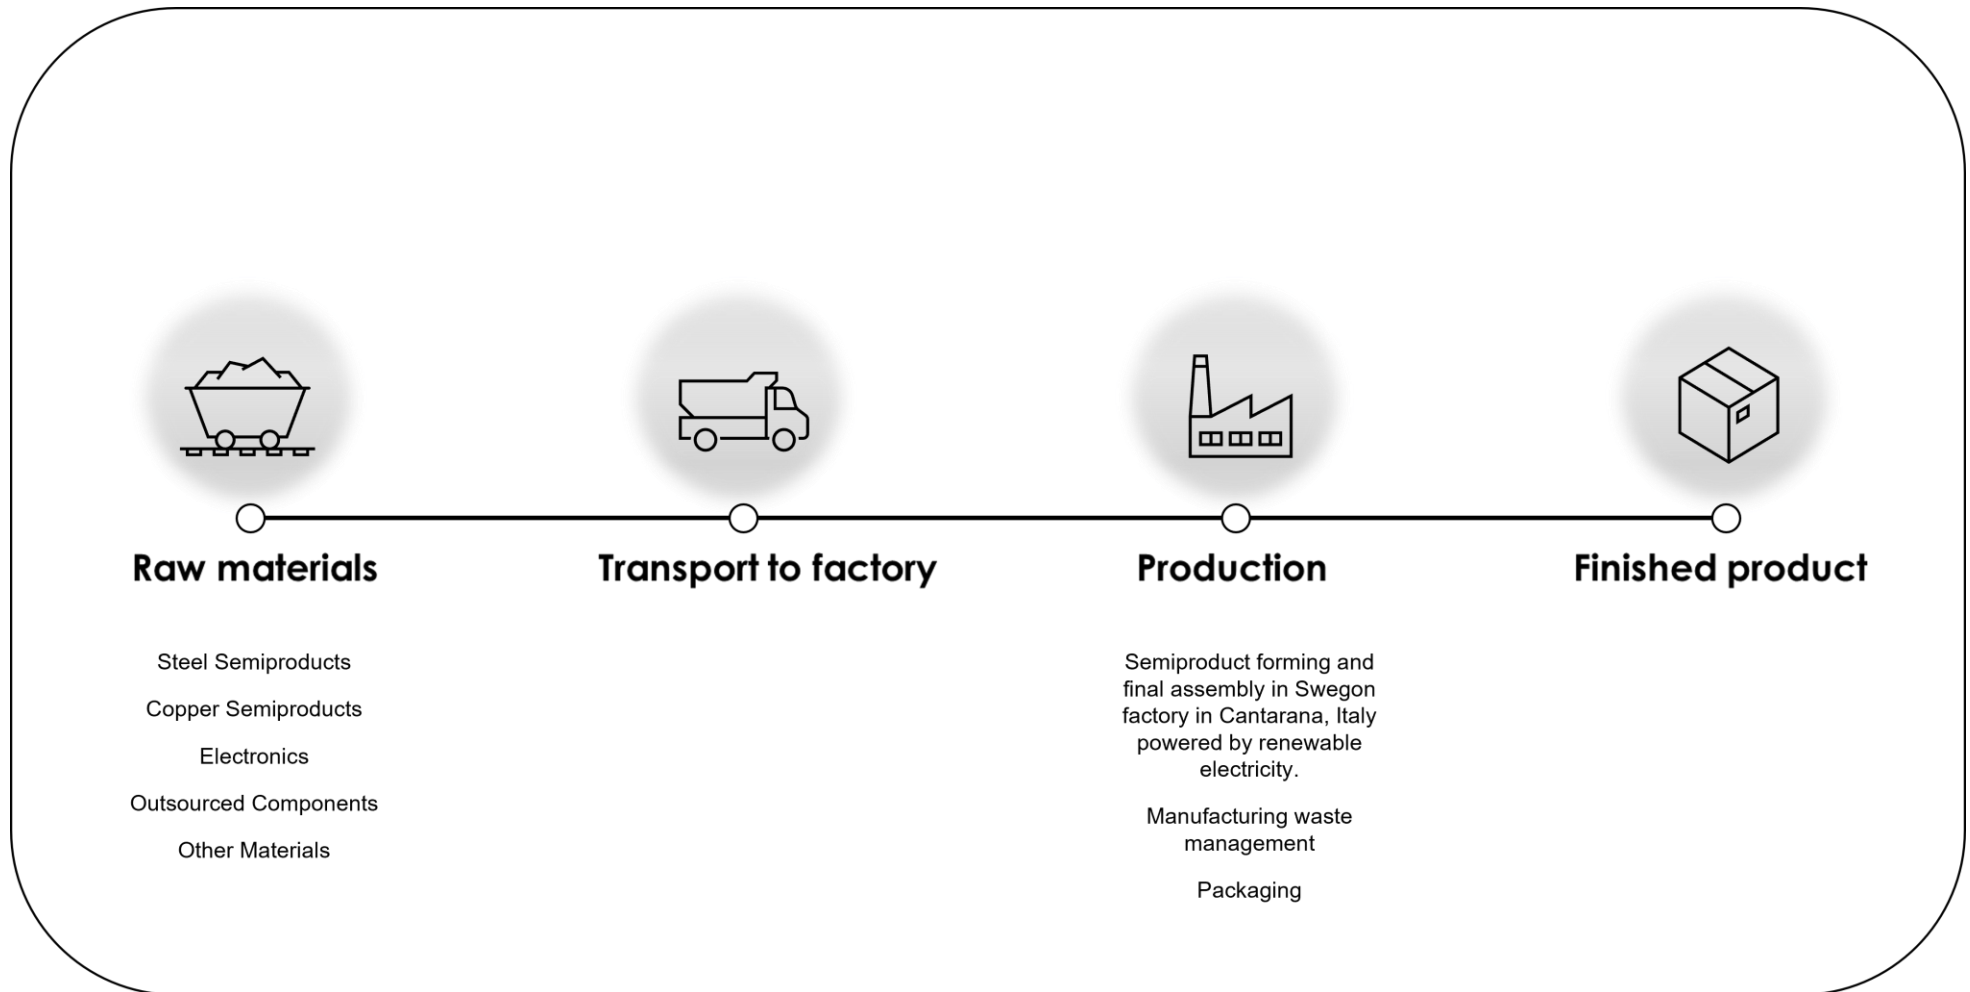 Raw materials
Transport to factory
Production
Finished product
Steel Semiproducts
Copper Semiproducts
Electronics
Outsourced Components
Other Materials
Semiproduct forming and
final assembly in Swegon
factory in Cantarana, Italy
powered by renewable
electricity.
Manufacturing waste
management
Packaging